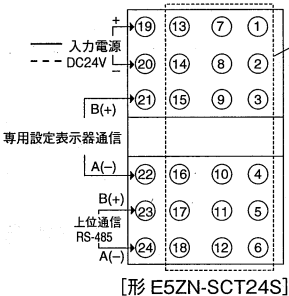 + 19 13 7 1
入力電源
DC24V
− 20 14 8 2
B(+) 21 15 9 3
専用設定表示器通信
A(−) 22 16 10 4
B(+) 23 17 11 5
上位通信
RS-485
A(−) 24 18 12 6
[形 E5ZN-SCT24S]